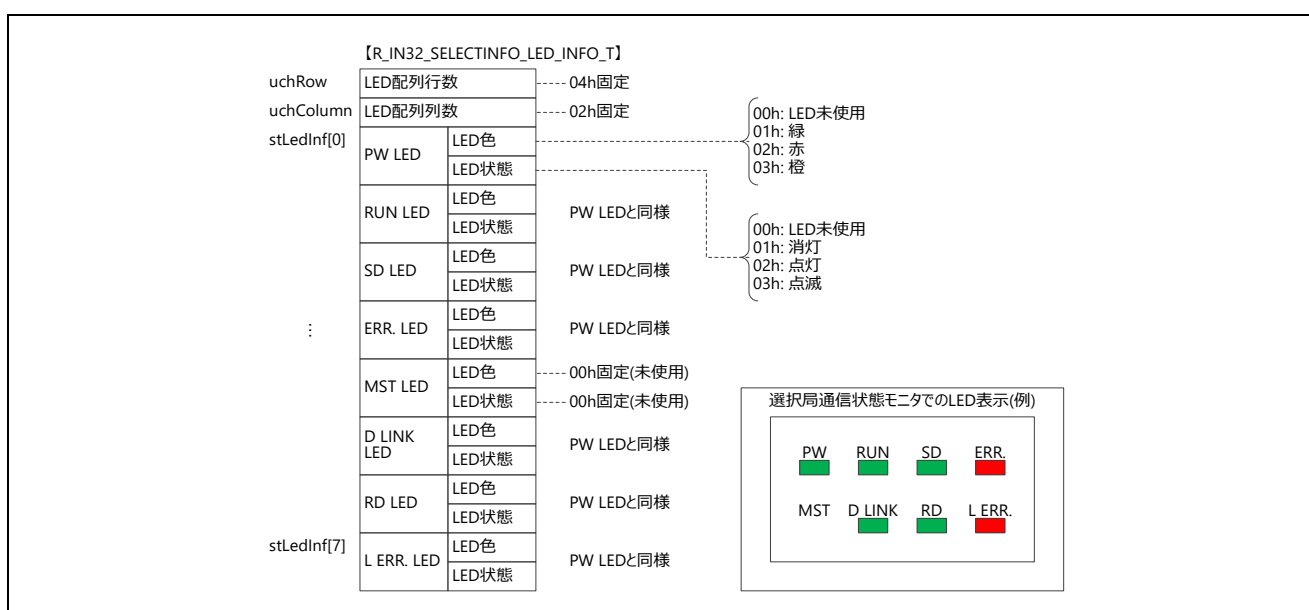 【R_IN32_SELECTINFO_LED_INFO_T】
uchRow LED配列行数 04h固定
uchColumn LED配列列数 02h固定
stLedInf[0] PW LED LED色
LED状態
00h: LED未使用
01h: 緑
02h: 赤
03h: 橙
00h: LED未使用
01h: 消灯
02h: 点灯
03h: 点滅
RUN LED LED色
LED状態
PW LEDと同様
SD LED LED色
LED状態
PW LEDと同様
⋮
ERR. LED LED色
LED状態
PW LEDと同様
MST LED LED色 00h固定(未使用)
LED状態 00h固定(未使用)
D LINK
LED
LED色
LED状態
PW LEDと同様
RD LED LED色
LED状態
PW LEDと同様
stLedInf[7] L ERR. LED LED色
LED状態
PW LEDと同様
選択局通信状態モニタでのLED表示(例)
PW RUN SD ERR.
MST D LINK RD L ERR.